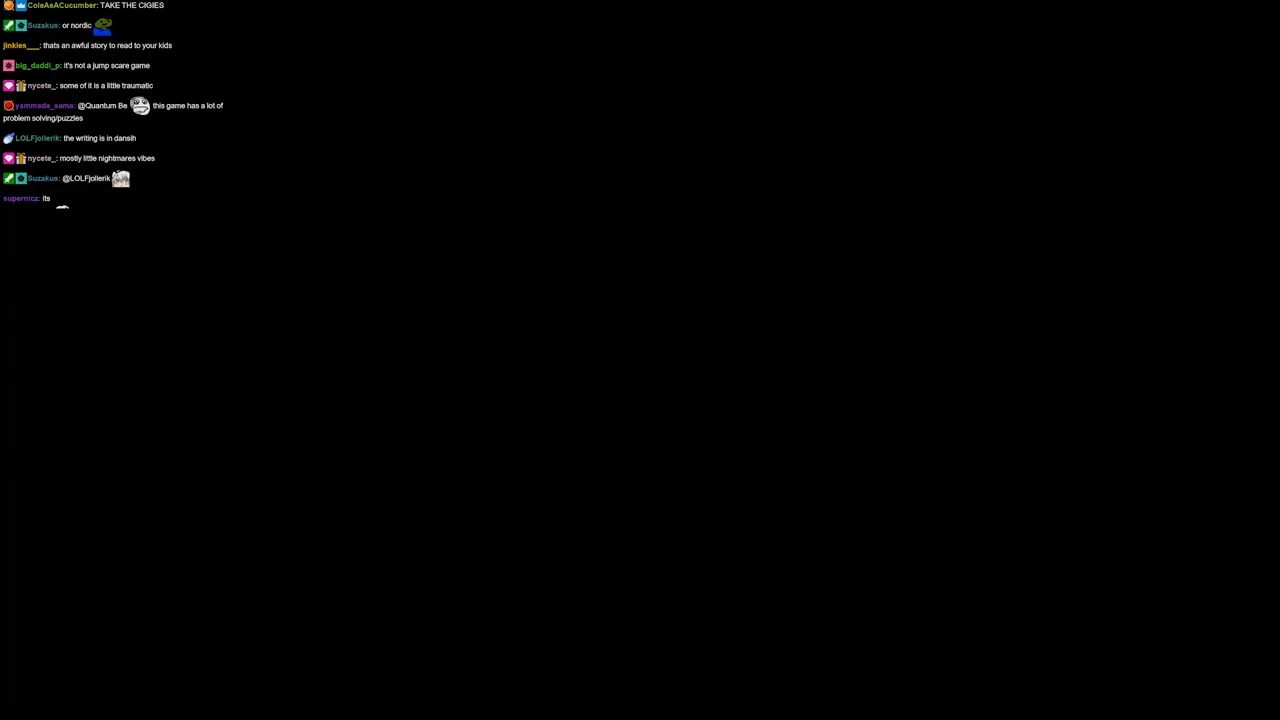 ColeAsACucumber: TAKE THE CIGIES
Suzakus: or nordic
jinkies___: thats an awful story to read to your kids
big_daddi_p: it's not a jump scare game
nycete_: some of it is a little traumatic
yammada_sama: @Quantum Be this game has a lot of
problem solving/puzzles
LOLFjollerik: the writing is in dansih
nycete_: mostly little nightmares vibes
Suzakus: @LOLFjollerik
supernicz: its